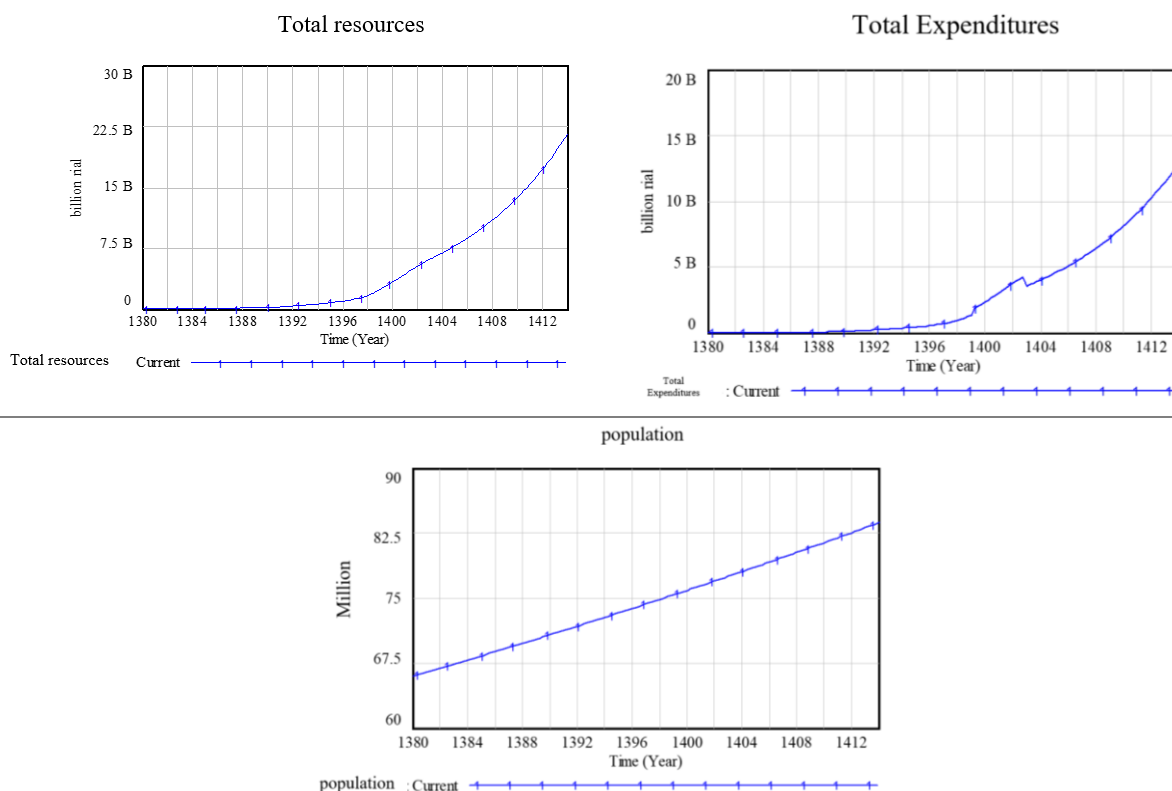 Total resources
30 B
22.5 B
15 B
7.5 B
0
billion rial
1380 1384 1388 1392 1396 1400 1404 1408 1412
Time (Year)
Total resources Current
Total Expenditures
20 B
15 B
10 B
5 B
0
billion rial
1380 1384 1388 1392 1396 1400 1404 1408 1412
Time (Year)
Total
Expenditures : Current
population
90
82.5
75
67.5
60
Million
1380 1384 1388 1392 1396 1400 1404 1408 1412
Time (Year)
population : Current